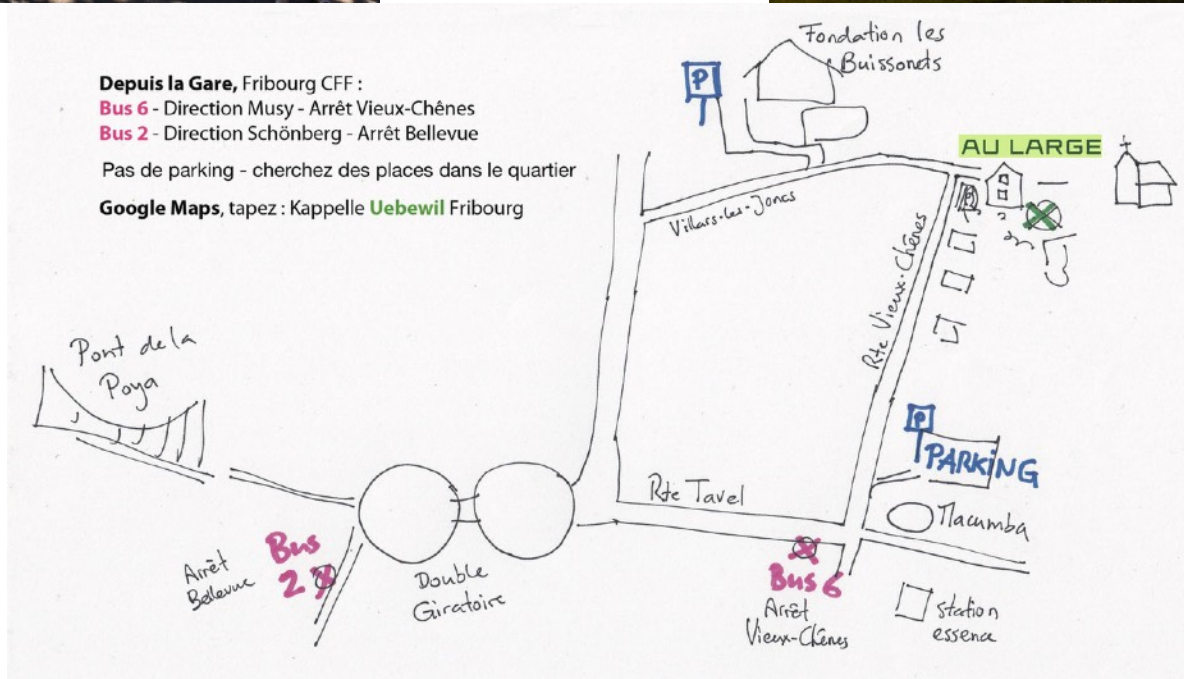 Depuis la Gare, Fribourg CFF :
Bus 6 - Direction Musy - Arrêt Vieux-Chênes
Bus 2 - Direction Schönberg - Arrêt Bellevue
Pas de parking - cherchez des places dans le quartier
Google Maps, tapez : Kappelle Uebewil Fribourg
Fondation les
Buissonets
P
AU LARGE
Villars-les-Joncs
P
Rte Vieux-Chênes
Pont de la
Poya
P
PARKING
Rte Tavel
Macumba
Bus
2
Arrêt
Bellevue
Double
Giratoire
Bus 6
Arrêt
Vieux-Chênes
station
essence